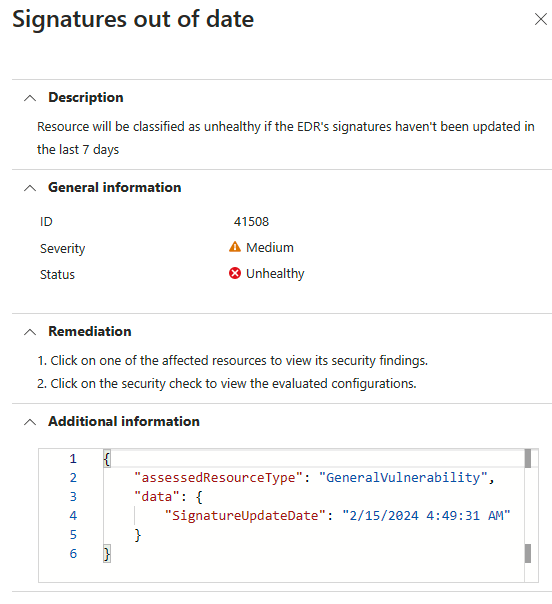 Signatures out of date
Description
Resource will be classified as unhealthy if the EDR's signatures haven't been updated in
the last 7 days
General information
ID 41508
Severity Medium
Status Unhealthy
Remediation
1. Click on one of the affected resources to view its security findings.
2. Click on the security check to view the evaluated configurations.
Additional information
1 {
2 "assessedResourceType": "GeneralVulnerability",
3 "data": {
4 "SignatureUpdateDate": "2/15/2024 4:49:31 AM"
5 }
6 }